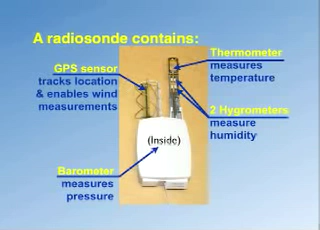 A radiosonde contains:
GPS sensor
tracks location
& enables wind
measurements
Thermometer
measures
temperature
2 Hygrometers
measure
humidity
(Inside)
Barometer
measures
pressure